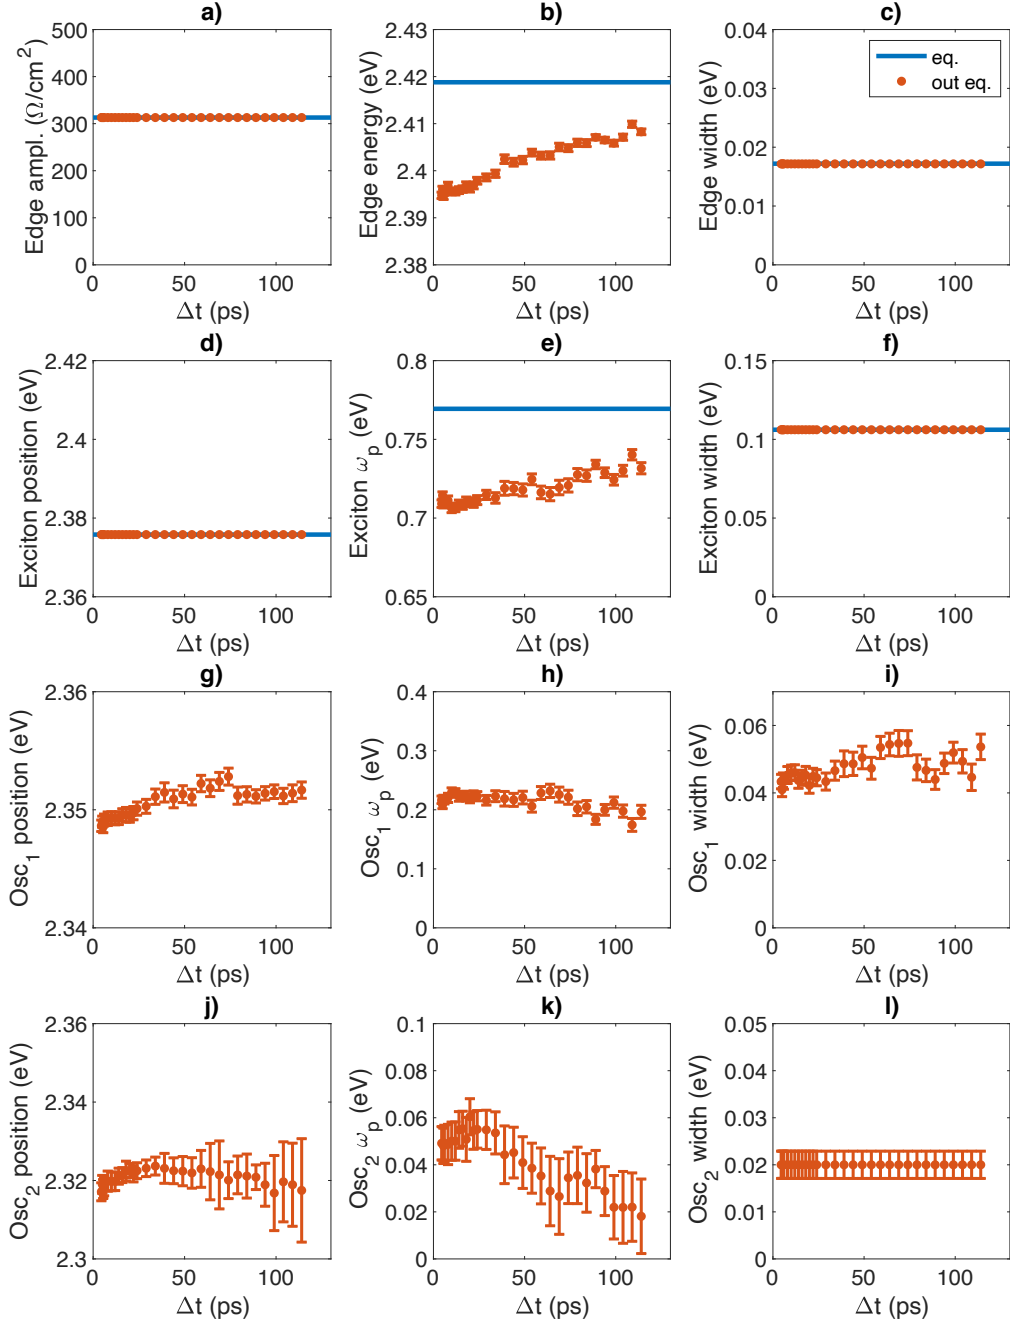 a)
Edge ampl. (Ω/cm²)
500
400
300
200
100
0
0 50 100
Δt (ps)
b)
Edge energy (eV)
2.43
2.42
2.41
2.4
2.39
2.38
0 50 100
Δt (ps)
c)
Edge width (eV)
0.04
0.03
0.02
0.01
0
eq.
out eq.
0 50 100
Δt (ps)
d)
Exciton position (eV)
2.42
2.4
2.38
2.36
0 50 100
Δt (ps)
e)
Exciton ωₚ (eV)
0.8
0.75
0.7
0.65
0 50 100
Δt (ps)
f)
Exciton width (eV)
0.15
0.1
0.05
0
0 50 100
Δt (ps)
g)
Osc₁ position (eV)
2.36
2.35
2.34
0 50 100
Δt (ps)
h)
Osc₁ ωₚ (eV)
0.4
0.3
0.2
0.1
0
0 50 100
Δt (ps)
i)
Osc₁ width (eV)
0.06
0.04
0.02
0
0 50 100
Δt (ps)
j)
Osc₂ position (eV)
2.36
2.34
2.32
2.3
0 50 100
Δt (ps)
k)
Osc₂ ωₚ (eV)
0.1
0.08
0.06
0.04
0.02
0
0 50 100
Δt (ps)
l)
Osc₂ width (eV)
0.05
0.04
0.03
0.02
0.01
0
0 50 100
Δt (ps)